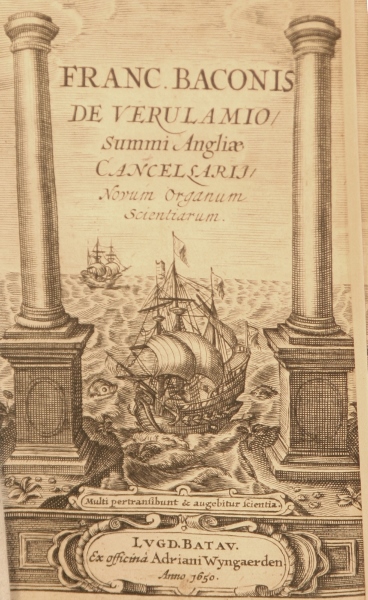 FRANC. BACONIS
DE VERULAMIO/
Summi Angliæ
CANCELLARIJ/
Novum Organum
Scientiarum.
Multi pertransibunt & augebitur scientia.
LVGD. BATAV.
Ex officinâ Adriani Wyngaerden.
Anno 1650.